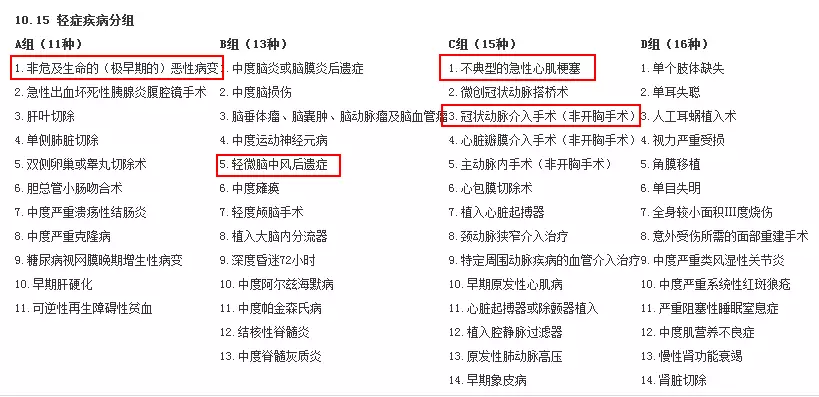 10.15 轻症疾病分组
A组（11种） B组（13种） C组（15种） D组（16种）
1.非危及生命的（极早期的）恶性病变 1.中度脑炎或脑膜炎后遗症 1.不典型的急性心肌梗塞 1.单个肢体缺失
2.急性出血坏死性胰腺炎腹腔镜手术 2.中度脑损伤 2.微创冠状动脉搭桥术 2.单耳失聪
3.肝叶切除 3.脑垂体瘤、脑囊肿、脑动脉瘤及脑血管瘤 3.冠状动脉介入手术（非开胸手术） 3.人工耳蜗植入术
4.单侧肺脏切除 4.中度运动神经元病 4.心脏瓣膜介入手术（非开胸手术） 4.视力严重受损
5.双侧卵巢或睾丸切除术 5.轻微脑中风后遗症 5.主动脉内手术（非开胸手术） 5.角膜移植
6.胆总管小肠吻合术 6.中度瘫痪 6.心包膜切除术 6.单目失明
7.中度严重溃疡性结肠炎 7.轻度颅脑手术 7.植入心脏起搏器 7.全身较小面积III度烧伤
8.中度严重克隆病 8.植入大脑内分流器 8.颈动脉狭窄介入治疗 8.意外受伤所需的面部重建手术
9.糖尿病视网膜晚期增生性病变 9.深度昏迷72小时 9.特定周围动脉疾病的血管介入治疗 9.中度严重类风湿性关节炎
10.早期肝硬化 10.中度阿尔兹海默病 10.早期原发性心肌病 10.中度严重系统性红斑狼疮
11.可逆性再生障碍性贫血 11.中度帕金森氏病 11.心脏起搏器或除颤器植入 11.严重阻塞性睡眠窒息症
12.结核性脊髓炎 12.植入腔静脉过滤器 12.中度肌营养不良症
13.中度脊髓灰质炎 13.原发性肺动脉高压 13.慢性肾功能衰竭
14.早期象皮病 14.肾脏切除